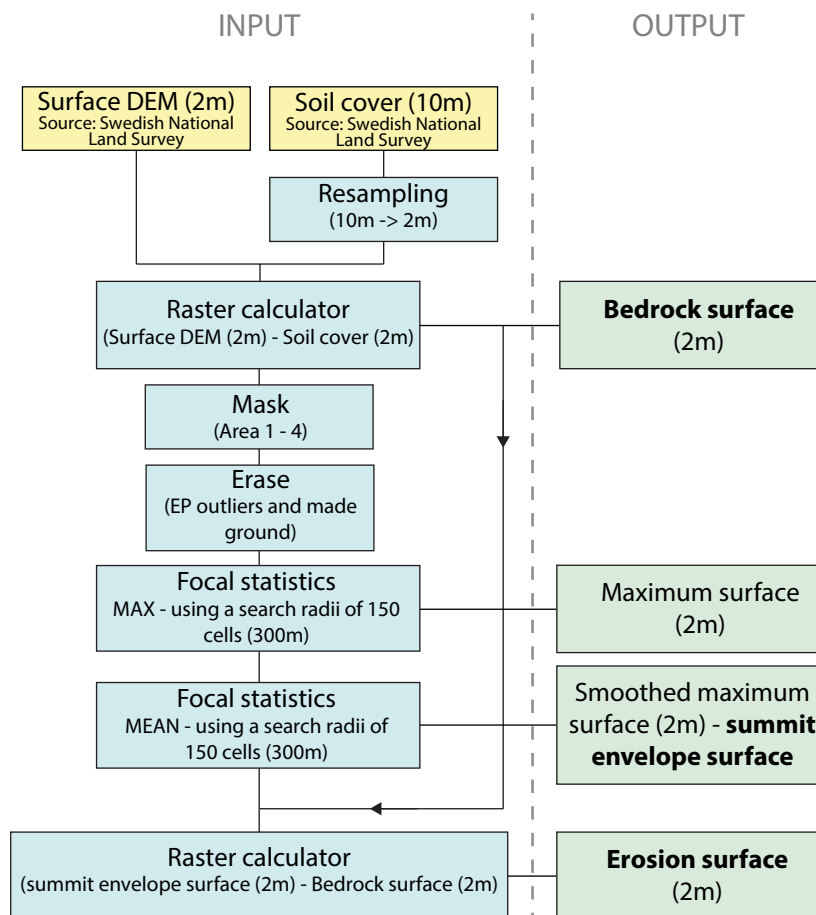 INPUT
OUTPUT
Surface DEM (2m)
Source: Swedish National
Land Survey
Soil cover (10m)
Source: Swedish National
Land Survey
Resampling
(10m -> 2m)
Raster calculator
(Surface DEM (2m) - Soil cover (2m)
Bedrock surface
(2m)
Mask
(Area 1 - 4)
Erase
(EP outliers and made
ground)
Focal statistics
MAX - using a search radii of 150
cells (300m)
Maximum surface
(2m)
Focal statistics
MEAN - using a search radii of
150 cells (300m)
Smoothed maximum
surface (2m) - summit
envelope surface
Raster calculator
(summit envelope surface (2m) - Bedrock surface (2m)
Erosion surface
(2m)